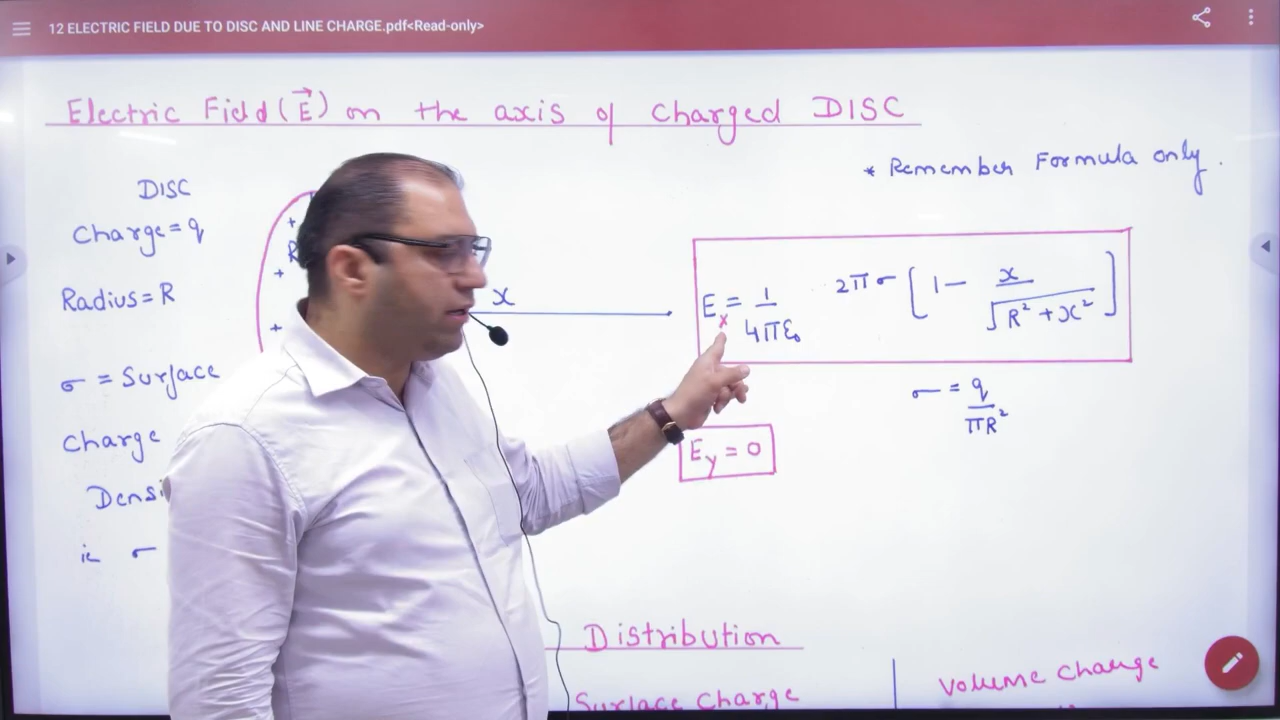 12 ELECTRIC FIELD DUE TO DISC AND LINE CHARGE.pdf<Read-only>
Electric Field (E⃗) on the axis of charged DISC
* Remember Formula only.
DISC
Charge = q
Radius = R
σ = Surface
Charge
ie σ
+
R
+
+
x
Eₓ = 1/4πε₀ 2πσ [1 - x/√(R² + x²)]
σ = q/πR²
E_y = 0
Distribution
Surface Charge
Volume Charge